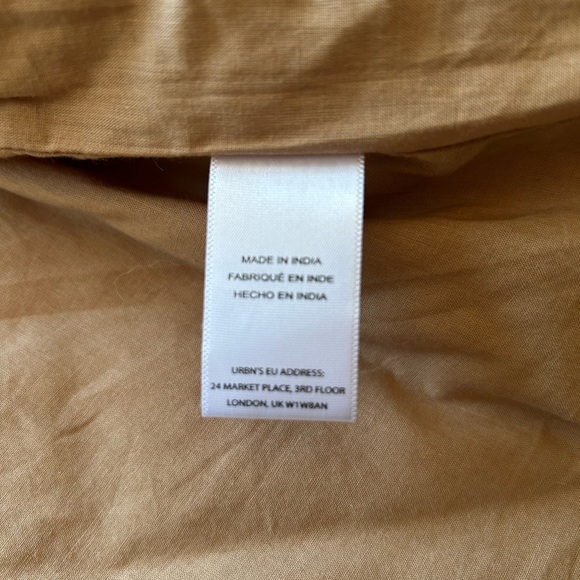 MADE IN INDIA
FABRIQUÉ EN INDE
HECHO EN INDIA
URBN'S EU ADDRESS:
24 MARKET PLACE, 3RD FLOOR
LONDON, UK W1W8AN